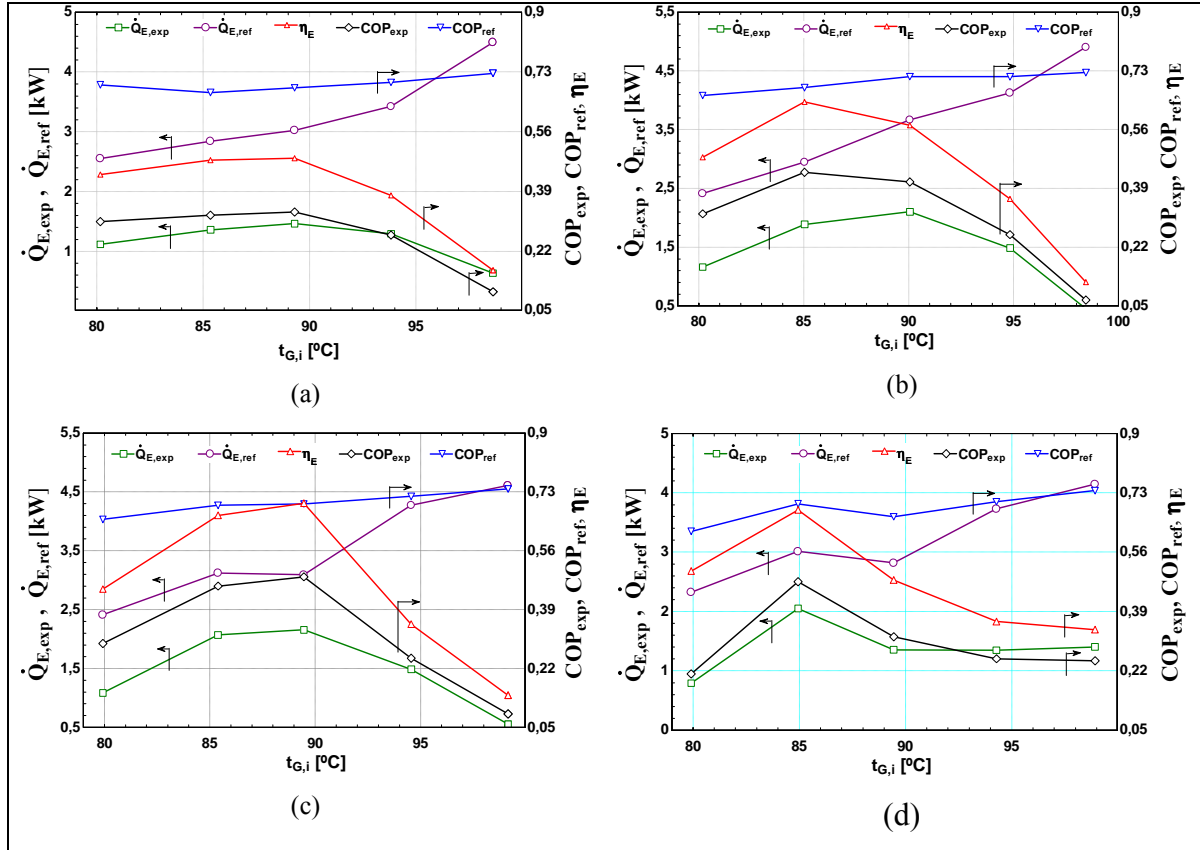 Q̇E,exp Q̇E,ref ηE COPexp COPref
Q̇E,exp , Q̇E,ref [kW]
5
4
3
2
1
0,9
0,73
0,56
0,39
0,22
0,05
COPexp, COPref, ηE
80 85 90 95
tG,i [ºC]
(a)
Q̇E,exp Q̇E,ref ηE COPexp COPref
Q̇E,exp , Q̇E,ref [kW]
5,5
4,5
3,5
2,5
1,5
0,5
0,9
0,73
0,56
0,39
0,22
0,05
COPexp, COPref, ηE
80 85 90 95 100
tG,i [ºC]
(b)
Q̇E,exp Q̇E,ref ηE COPexp COPref
Q̇E,exp , Q̇E,ref [kW]
5,5
4,5
3,5
2,5
1,5
0,5
0,9
0,73
0,56
0,39
0,22
0,05
COPexp, COPref, ηE
80 85 90 95
tG,i [ºC]
(c)
Q̇E,exp Q̇E,ref ηE COPexp COPref
Q̇E,exp , Q̇E,ref [kW]
5
4
3
2
1
0
0,9
0,73
0,56
0,39
0,22
0,05
COPexp, COPref, ηE
80 85 90 95
tG,i [ºC]
(d)